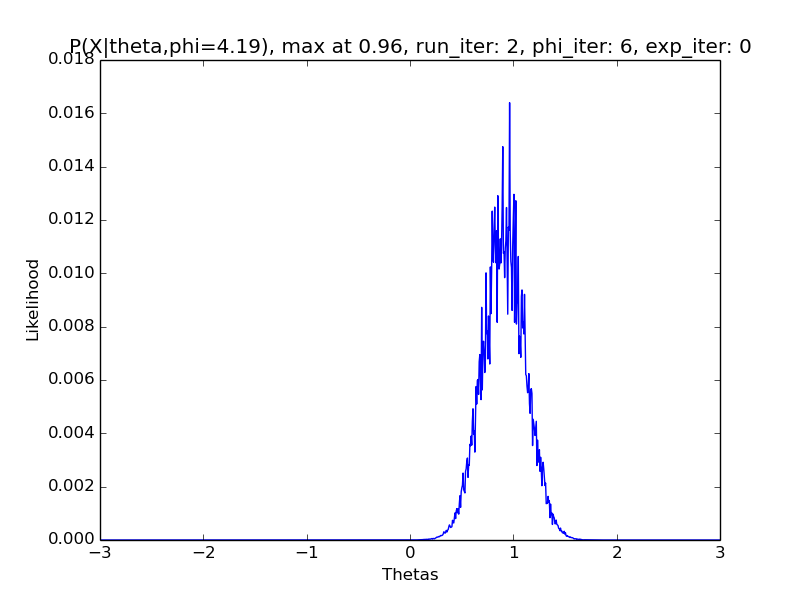 P(X|theta,phi=4.19), max at 0.96, run_iter: 2, phi_iter: 6, exp_iter: 0
0.018
0.016
0.014
0.012
0.010
0.008
0.006
0.004
0.002
0.000
Likelihood
−3 −2 −1 0 1 2 3
Thetas